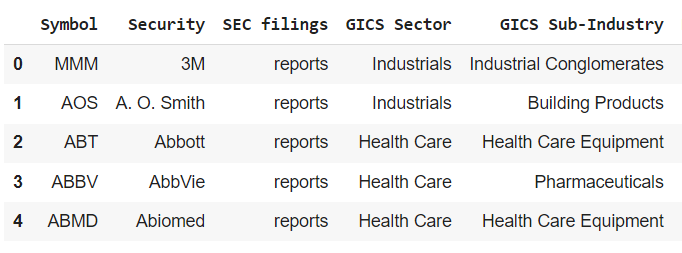 Symbol Security SEC filings GICS Sector GICS Sub-Industry
0 MMM 3M reports Industrials Industrial Conglomerates
1 AOS A. O. Smith reports Industrials Building Products
2 ABT Abbott reports Health Care Health Care Equipment
3 ABBV AbbVie reports Health Care Pharmaceuticals
4 ABMD Abiomed reports Health Care Health Care Equipment